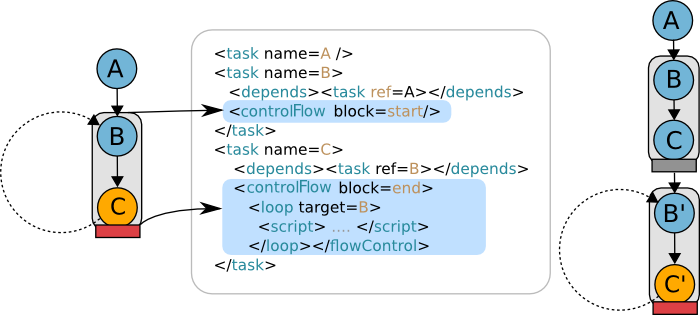 A
B
C
<task name=A />
<task name=B>
<depends><task ref=A></depends>
<controlFlow block=start/>
</task>
<task name=C>
<depends><task ref=B></depends>
<controlFlow block=end>
<loop target=B>
<script> .... </script>
</loop></flowControl>
</task>
A
B
C
B'
C'